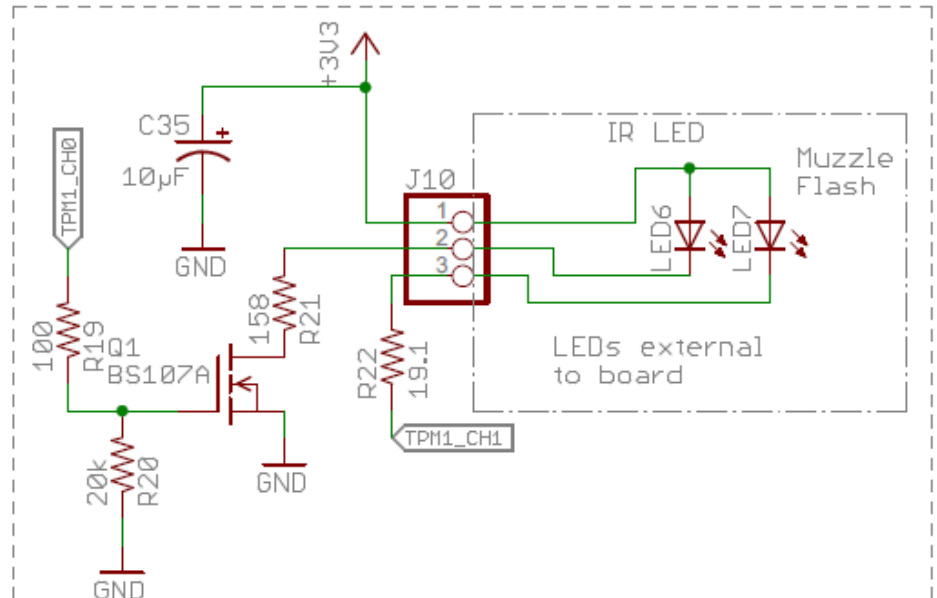 +3V3
C35
+
10µF
GND
TPM1_CH0
IR LED
Muzzle
Flash
J10
1
2
3
LED6
LED7
158
R21
100
R19
Q1
BS107A
R22
19.1
LEDs external
to board
TPM1_CH1
20k
R20
GND
GND